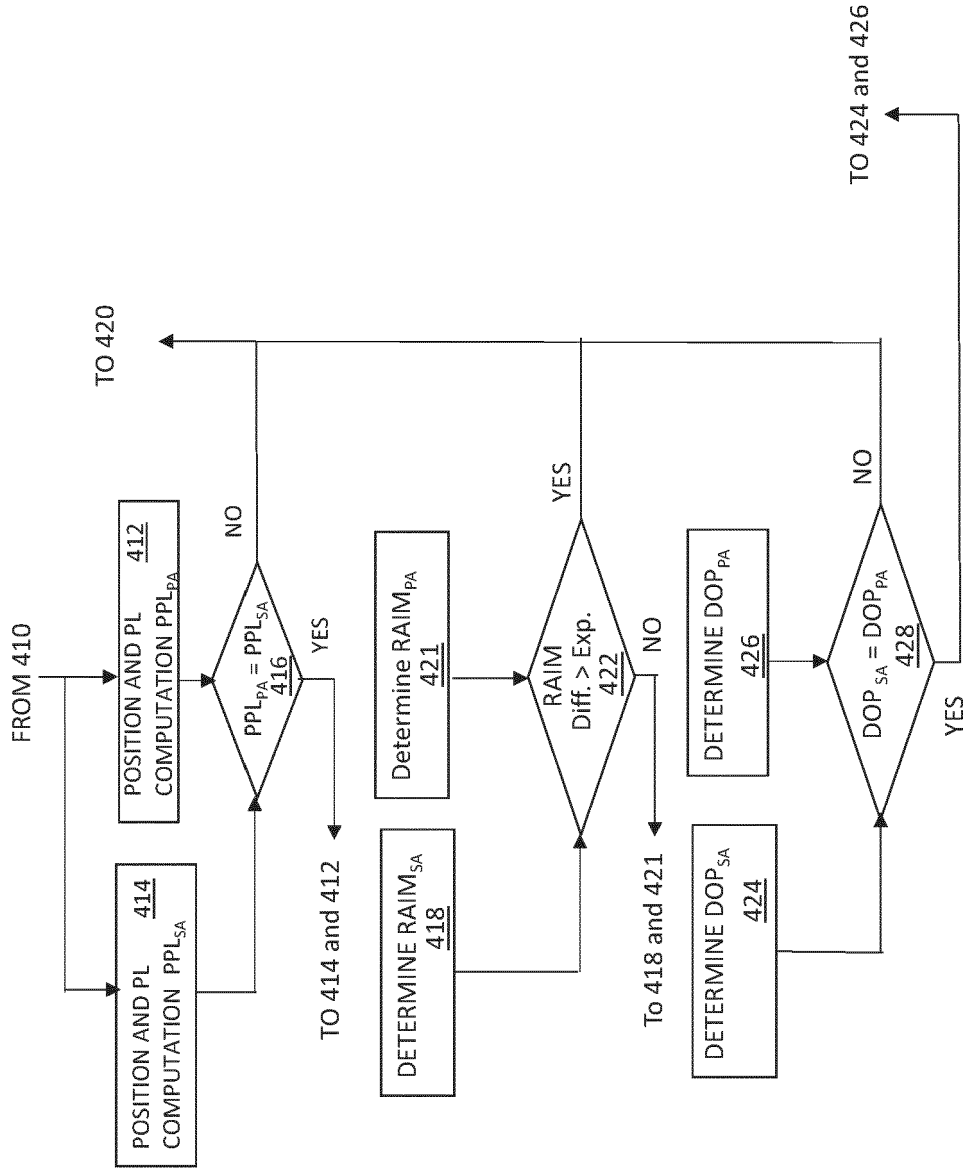 FROM 410
POSITION AND PL 414
COMPUTATION PPL_SA
POSITION AND PL 412
COMPUTATION PPL_PA
PPL_PA = PPL_SA
416
NO
YES
TO 420
TO 414 and 412
DETERMINE RAIM_SA
418
Determine RAIM_PA
421
RAIM
Diff. > Exp.
422
YES
NO
To 418 and 421
DETERMINE DOP_SA
424
DETERMINE DOP_PA
426
DOP_SA = DOP_PA
428
NO
YES
TO 424 and 426